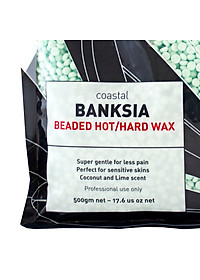 coastal
BANKSIA
BEADED HOT/HARD WAX
Super gentle for less pain
Perfect for sensitive skins
Coconut and Lime scent
Professional use only
500gm net – 17.6 us oz net